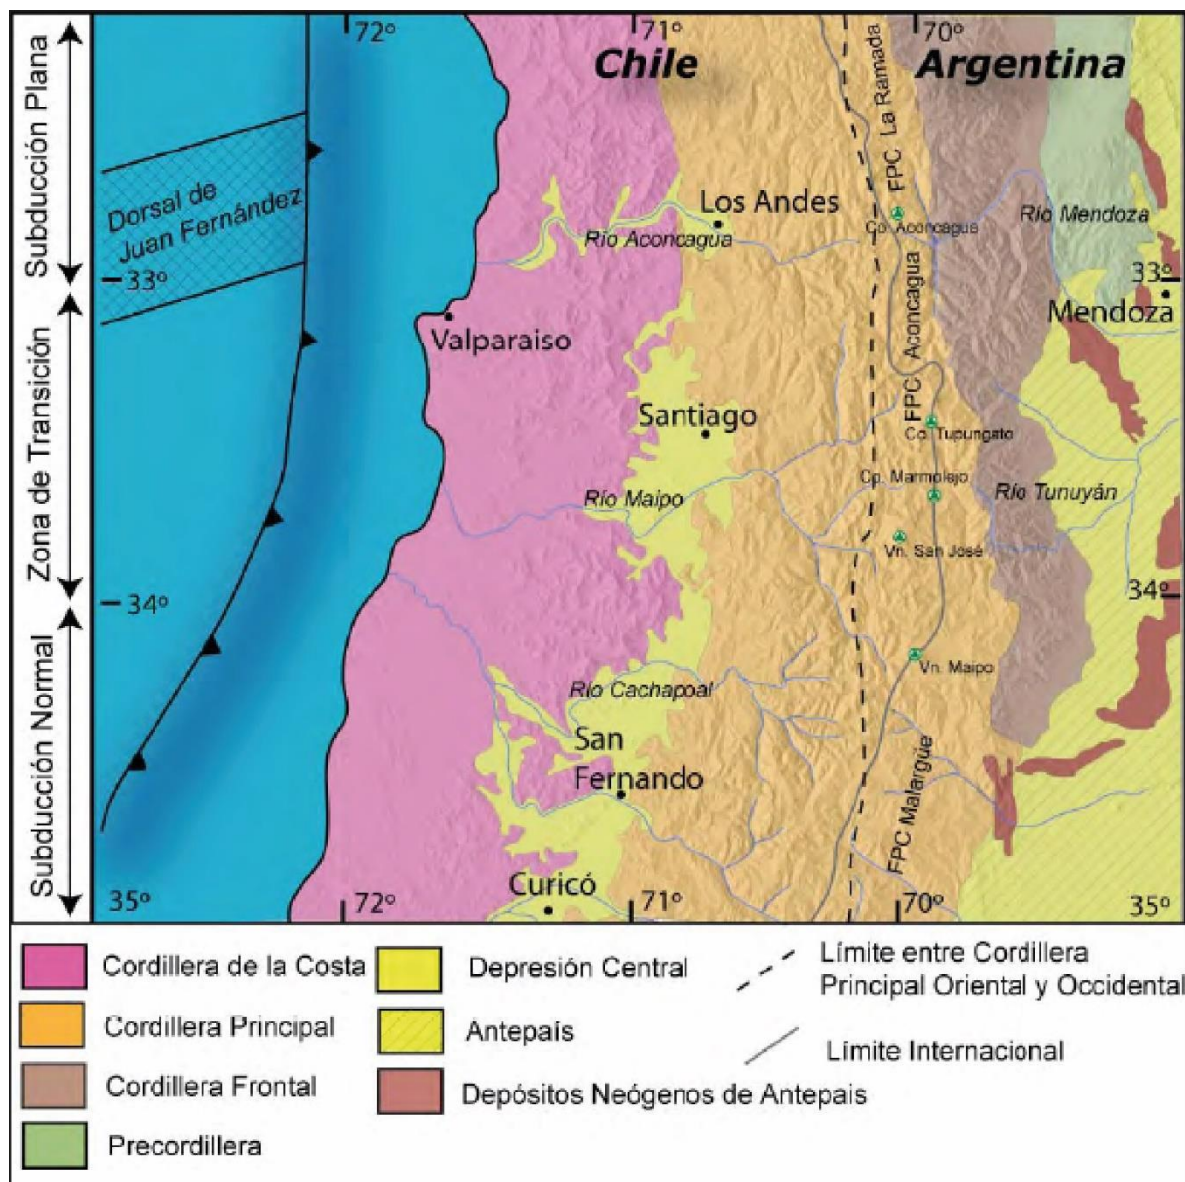 72°
71°
70°
Chile
Argentina
Subducción Plana
Zona de Transición
Subducción Normal
Dorsal de
Juan Fernández
FPC La Ramada
Los Andes
Río Aconcagua
Co. Aconcagua
Río Mendoza
33°
33°
Mendoza
Valparaiso
FPC Aconcagua
Santiago
Co. Tupungato
Cp. Marmolejo
Río Maipo
Río Tunuyán
Vn. San José
34°
34°
Vn. Maipo
Río Cachapoal
San
Fernando
FPC Malargüe
Curicó
35°
72°
71°
70°
35°
Cordillera de la Costa
Cordillera Principal
Cordillera Frontal
Precordillera
Depresión Central
Antepaís
Depósitos Neógenos de Antepais
Límite entre Cordillera
Principal Oriental y Occidental
Límite Internacional